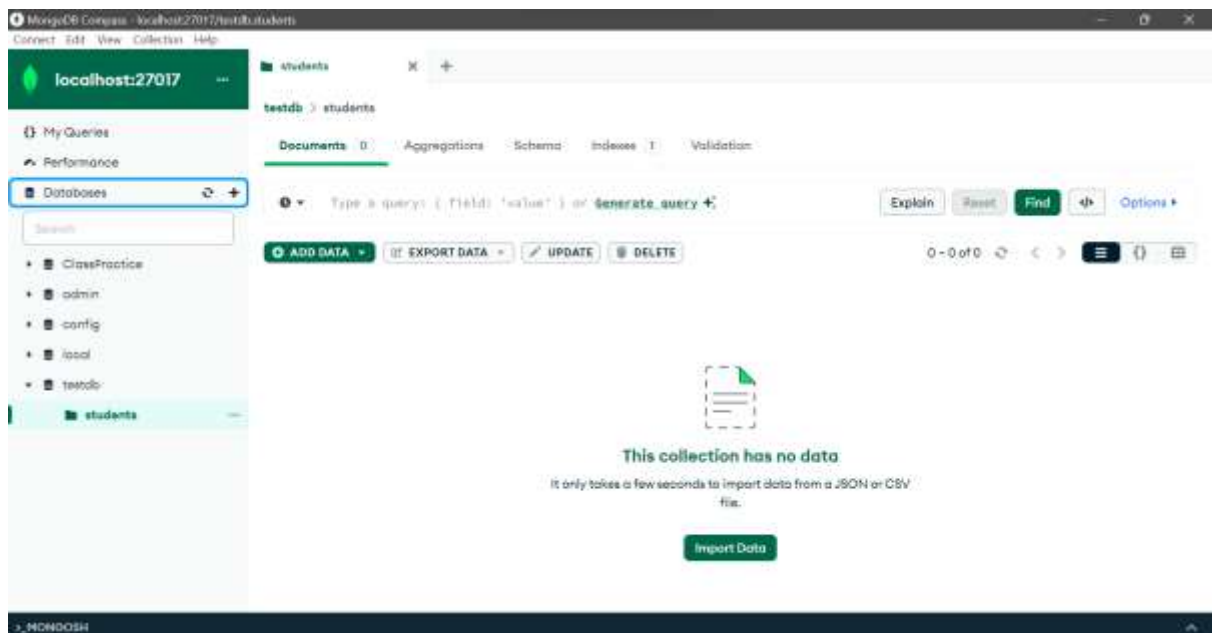 MongoDB Compass - localhost:27017/testdb.students
Connect Edit View Collection Help
localhost:27017 ...
My Queries
Performance
Databases
Search
ClassPractice
admin
config
local
testdb
students
students
testdb > students
Documents 0 Aggregations Schema Indexes 1 Validation
Type a query: { field: 'value' } or Generate query
Explain Reset Find </> Options
ADD DATA EXPORT DATA UPDATE DELETE
0 - 0 of 0
This collection has no data
It only takes a few seconds to import data from a JSON or CSV
file.
Import Data
>_MONGOSH